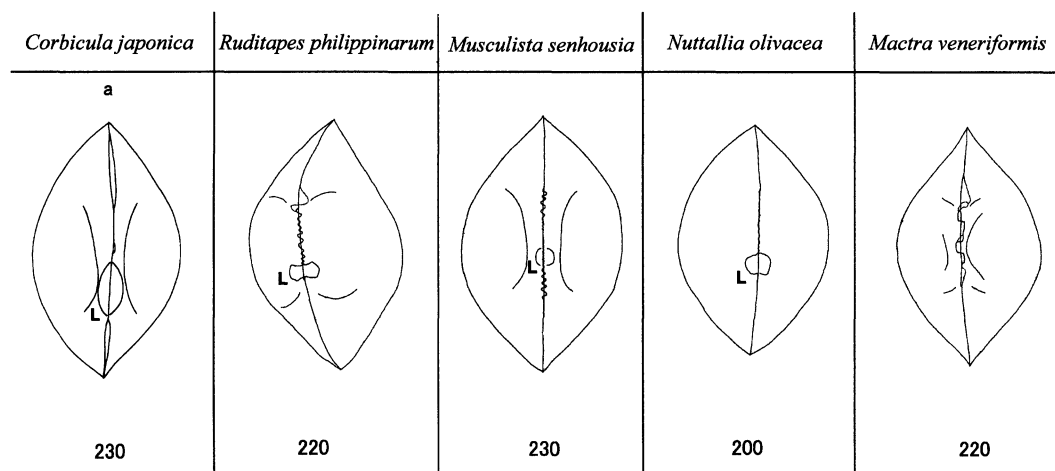 Corbicula japonica Ruditapes philippinarum Musculista senhousia Nuttallia olivacea Mactra veneriformis
a
L L L L
230 220 230 200 220